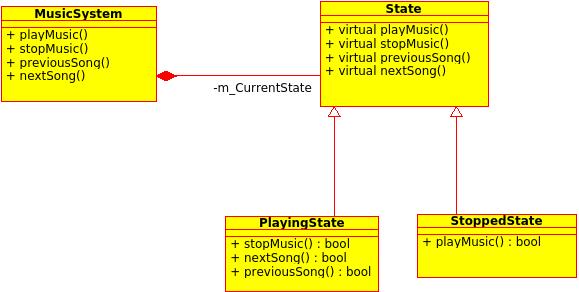 MusicSystem
+ playMusic()
+ stopMusic()
+ previousSong()
+ nextSong()
-m_CurrentState
State
+ virtual playMusic()
+ virtual stopMusic()
+ virtual previousSong()
+ virtual nextSong()
PlayingState
+ stopMusic() : bool
+ nextSong() : bool
+ previousSong() : bool
StoppedState
+ playMusic() : bool